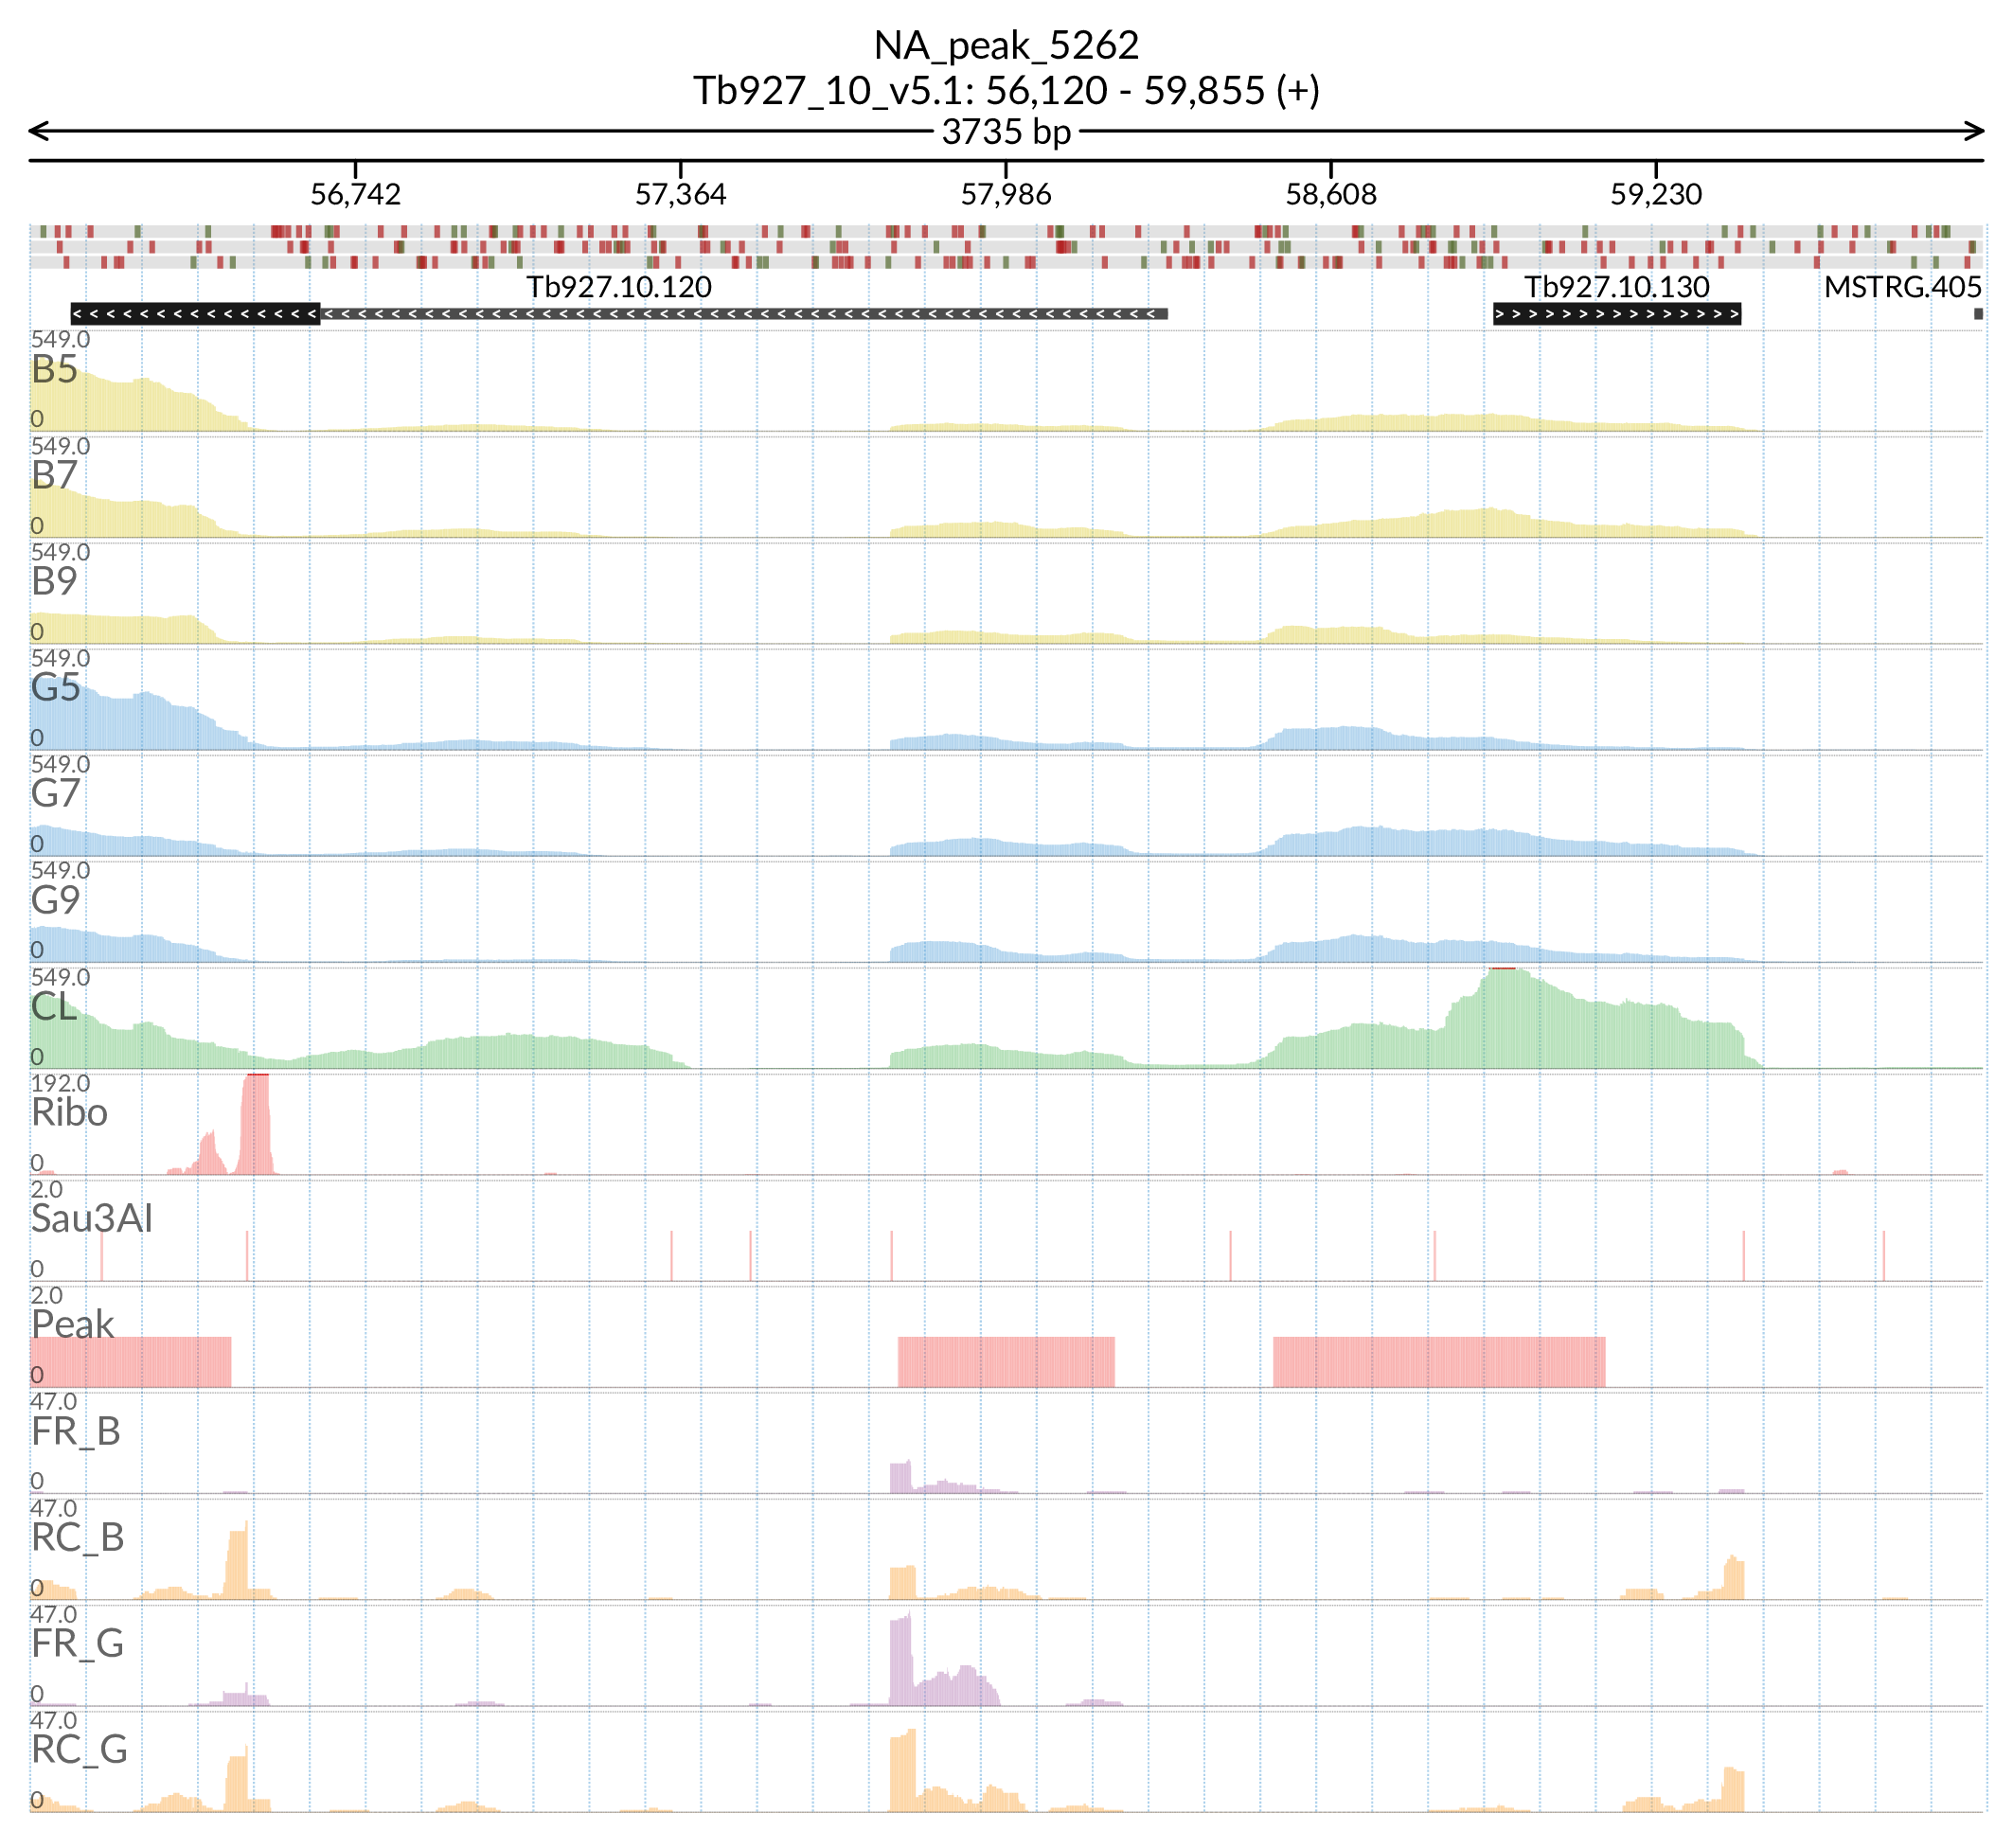 NA_peak_5262
Tb927_10_v5.1: 56,120 - 59,855 (+)
3735 bp
56,742 57,364 57,986 58,608 59,230
Tb927.10.120 Tb927.10.130 MSTRG.405
549.0
B5
0
549.0
B7
0
549.0
B9
0
549.0
G5
0
549.0
G7
0
549.0
G9
0
549.0
CL
0
192.0
Ribo
0
2.0
Sau3AI
0
2.0
Peak
0
47.0
FR_B
0
47.0
RC_B
0
47.0
FR_G
0
47.0
RC_G
0